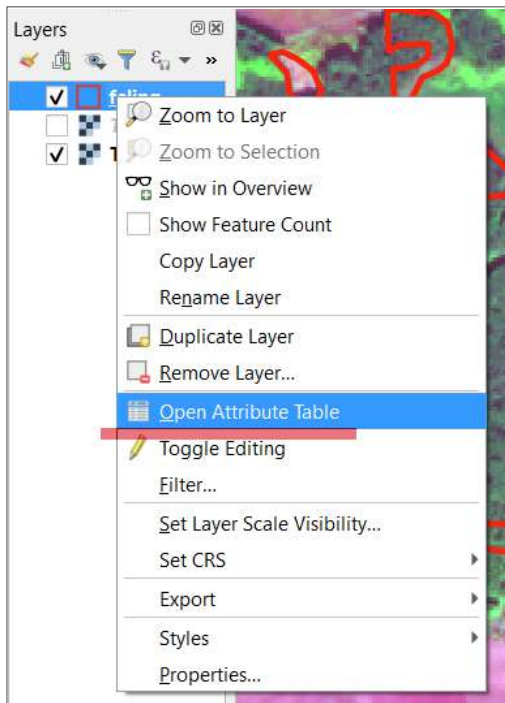 Layers
Zoom to Layer
Zoom to Selection
Show in Overview
Show Feature Count
Copy Layer
Rename Layer
Duplicate Layer
Remove Layer...
Open Attribute Table
Toggle Editing
Filter...
Set Layer Scale Visibility...
Set CRS
Export
Styles
Properties...